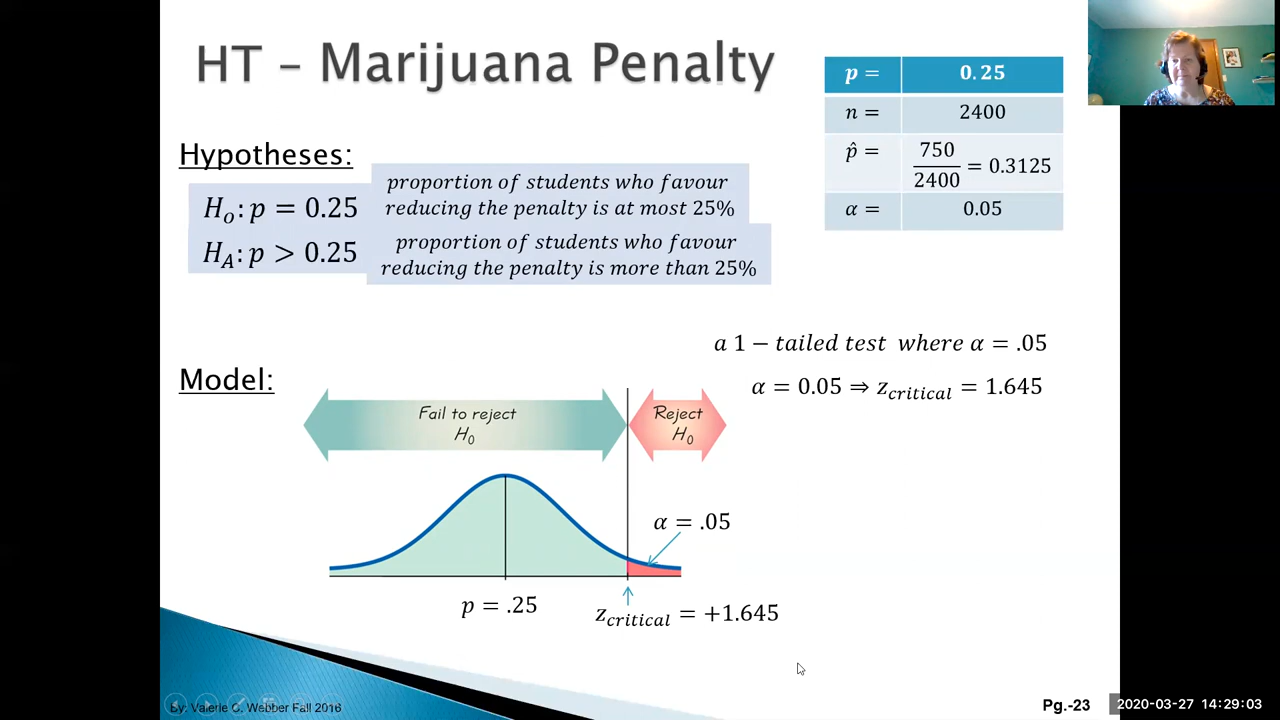 HT – Marijuana Penalty
p = 0.25
n = 2400
p̂ = 750/2400 = 0.3125
α = 0.05
Hypotheses:
H₀: p = 0.25
proportion of students who favour
reducing the penalty is at most 25%
H_A: p > 0.25
proportion of students who favour
reducing the penalty is more than 25%
a 1 − tailed test where α = .05
α = 0.05 ⇒ z_critical = 1.645
Model:
Fail to reject
H₀
Reject
H₀
α = .05
p = .25
z_critical = +1.645
By: Valerie C. Webber Fall 2016
Pg.-23
2020-03-27 14:29:03